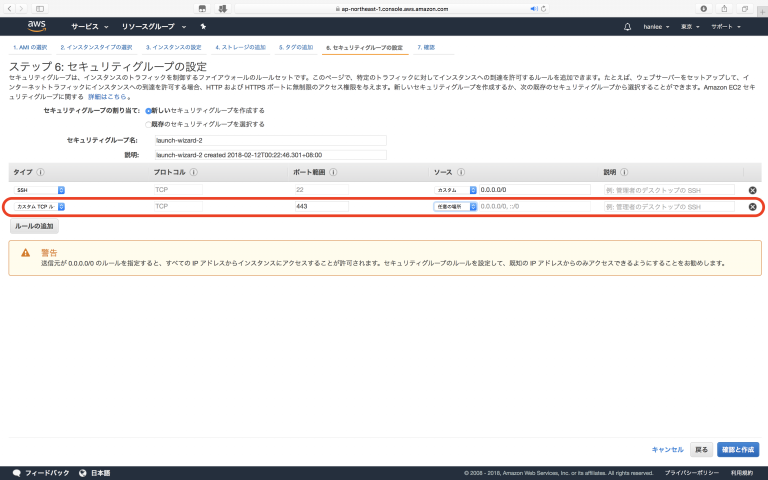 ap-northeast-1.console.aws.amazon.com
aws サービス リソースグループ hanlee 東京 サポート
1. AMI の選択 2. インスタンスタイプの選択 3. インスタンスの設定 4. ストレージの追加 5. タグの追加 6. セキュリティグループの設定 7. 確認
ステップ 6: セキュリティグループの設定
セキュリティグループは、インスタンスのトラフィックを制御するファイアウォールのルールセットです。このページで、特定のトラフィックに対してインスタンスへの到達を許可するルールを追加できます。たとえば、ウェブサーバーをセットアップして、イ
ンターネットトラフィックにインスタンスへの到達を許可する場合、HTTP および HTTPS ポートに無制限のアクセス権限を与えます。新しいセキュリティグループを作成するか、次の既存のセキュリティグループから選択することができます。Amazon EC2 セキ
ュリティグループに関する 詳細はこちら 。
セキュリティグループの割り当て: 新しいセキュリティグループを作成する
既存のセキュリティグループを選択する
セキュリティグループ名: launch-wizard-2
説明: launch-wizard-2 created 2018-02-12T00:22:46.301+08:00
タイプ プロトコル ポート範囲 ソース 説明
SSH TCP 22 カスタム 0.0.0.0/0 例: 管理者のデスクトップの SSH
カスタム TCP ル TCP 443 任意の場所 0.0.0.0/0, ::/0 例: 管理者のデスクトップの SSH
ルールの追加
警告
送信元が 0.0.0.0/0 のルールを指定すると、すべての IP アドレスからインスタンスにアクセスすることが許可されます。セキュリティグループのルールを設定して、既知の IP アドレスからのみアクセスできるようにすることをお勧めします。
キャンセル 戻る 確認と作成
フィードバック 日本語 © 2008 - 2018, Amazon Web Services, Inc. or its affiliates. All rights reserved. プライバシーポリシー 利用規約